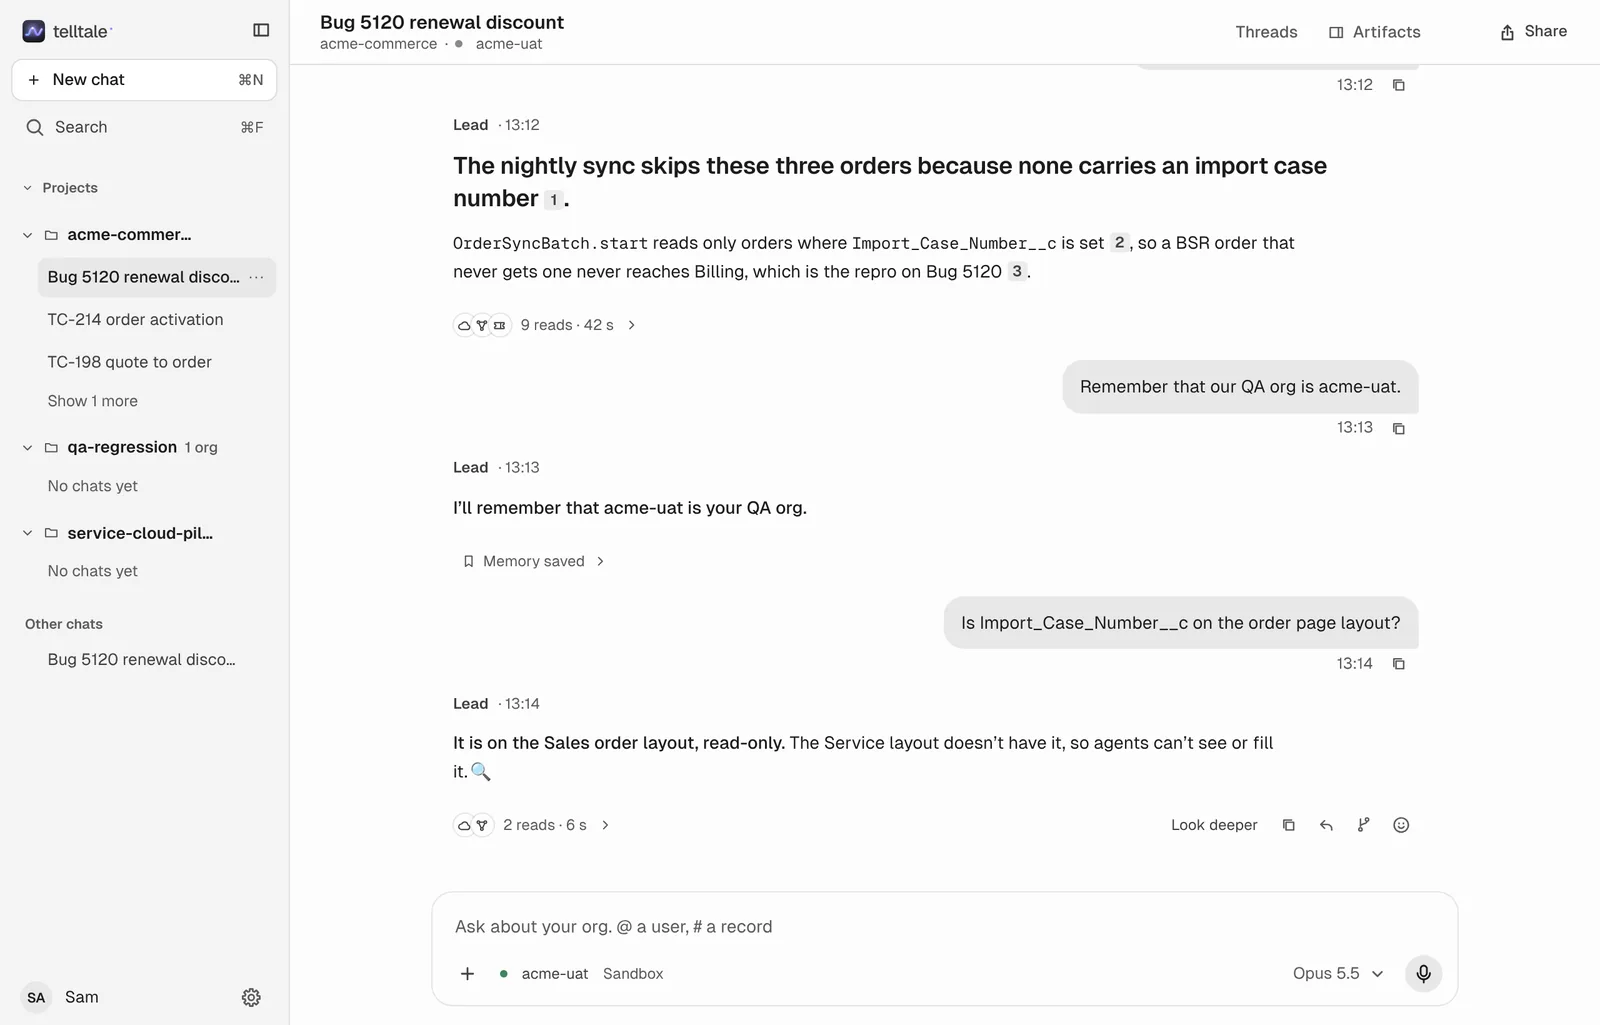 telltale
New chat ⌘N
Search ⌘F
Projects
acme-commer...
Bug 5120 renewal disco... ···
TC-214 order activation
TC-198 quote to order
Show 1 more
qa-regression 1 org
No chats yet
service-cloud-pil...
No chats yet
Other chats
Bug 5120 renewal disco...
SA Sam
Bug 5120 renewal discount
acme-commerce · acme-uat
Threads Artifacts Share
13:12
Lead · 13:12
The nightly sync skips these three orders because none carries an import case
number 1.
OrderSyncBatch.start reads only orders where Import_Case_Number__c is set 2, so a BSR order that
never gets one never reaches Billing, which is the repro on Bug 5120 3.
9 reads · 42 s
Remember that our QA org is acme-uat.
13:13
Lead · 13:13
I’ll remember that acme-uat is your QA org.
Memory saved
Is Import_Case_Number__c on the order page layout?
13:14
Lead · 13:14
It is on the Sales order layout, read-only. The Service layout doesn’t have it, so agents can’t see or fill
it.
2 reads · 6 s
Look deeper
Ask about your org. @ a user, # a record
acme-uat Sandbox
Opus 5.5